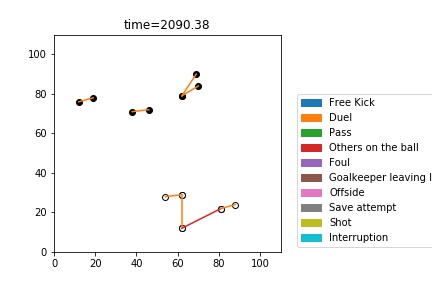 time=2090.38
100
80
60
40
20
0
0 20 40 60 80 100
Free Kick
Duel
Pass
Others on the ball
Foul
Goalkeeper leaving l
Offside
Save attempt
Shot
Interruption